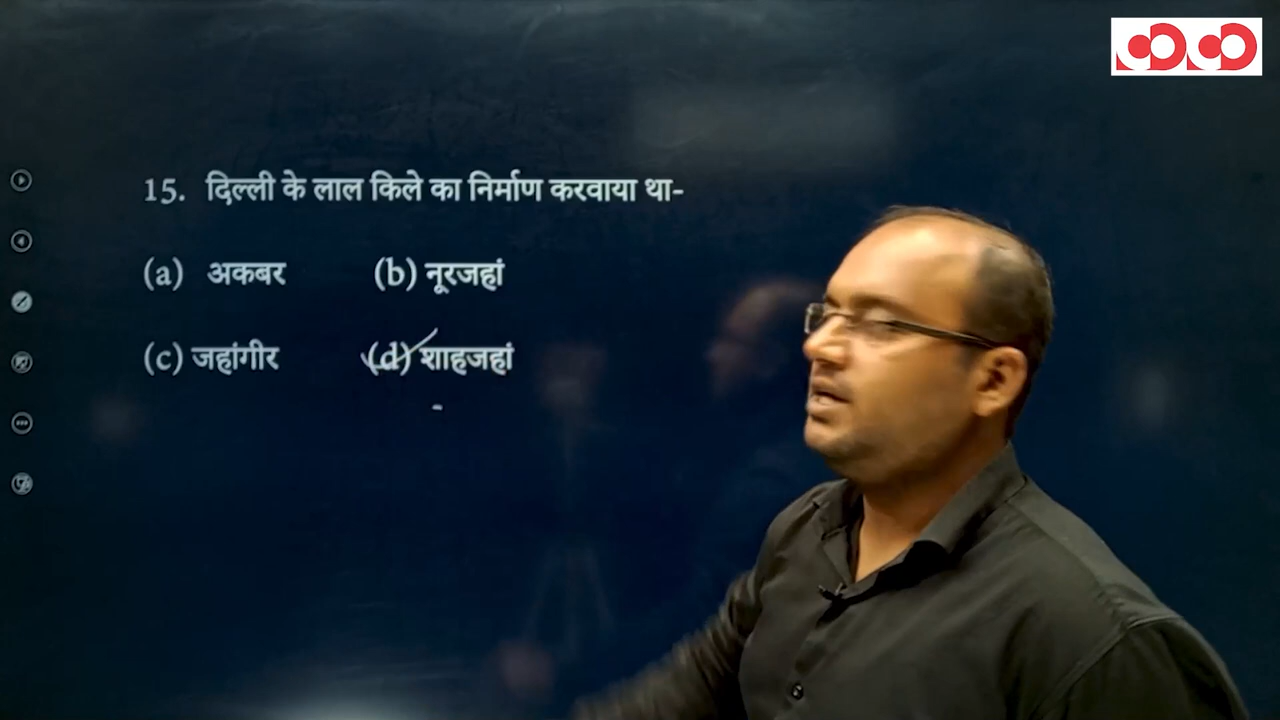 15. दिल्ली के लाल किले का निर्माण करवाया था-
(a) अकबर (b) नूरजहां
(c) जहांगीर (d) शाहजहां